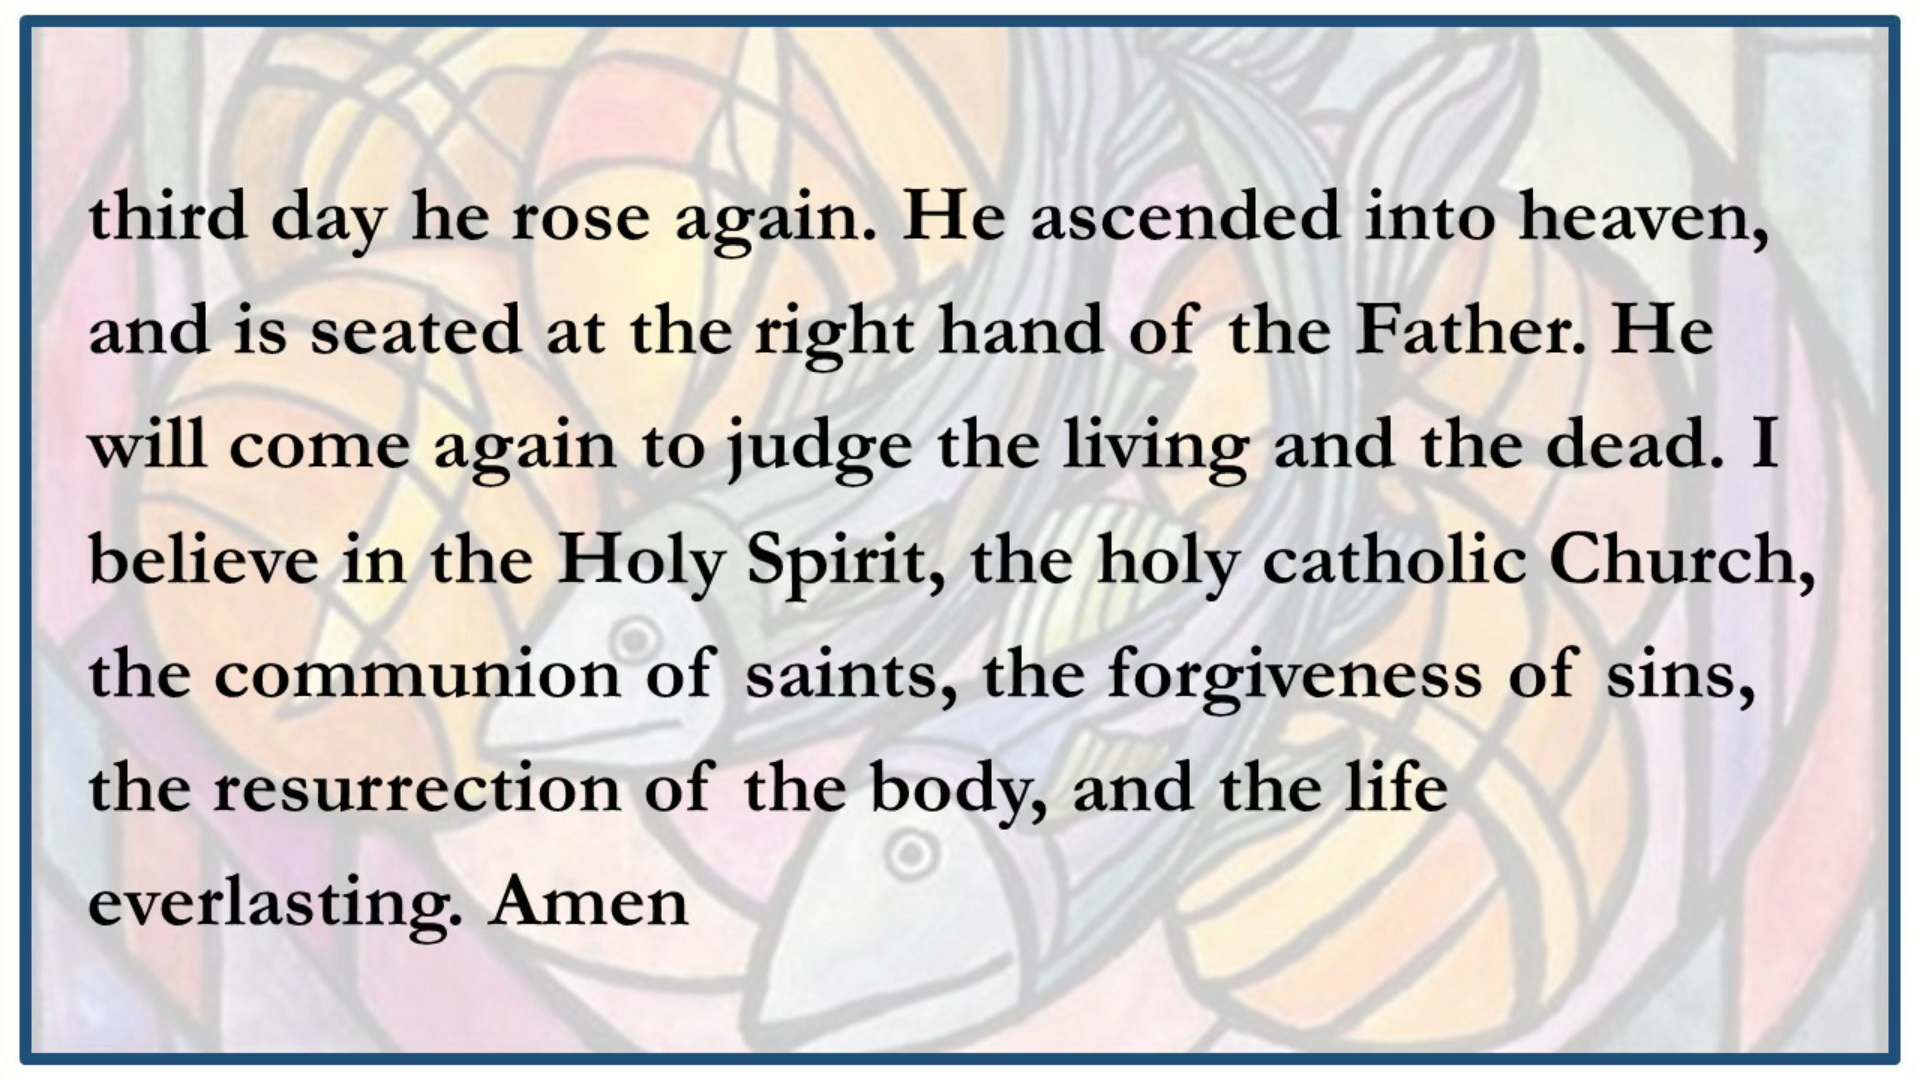 third day he rose again. He ascended into heaven,
and is seated at the right hand of the Father. He
will come again to judge the living and the dead. I
believe in the Holy Spirit, the holy catholic Church,
the communion of saints, the forgiveness of sins,
the resurrection of the body, and the life
everlasting. Amen